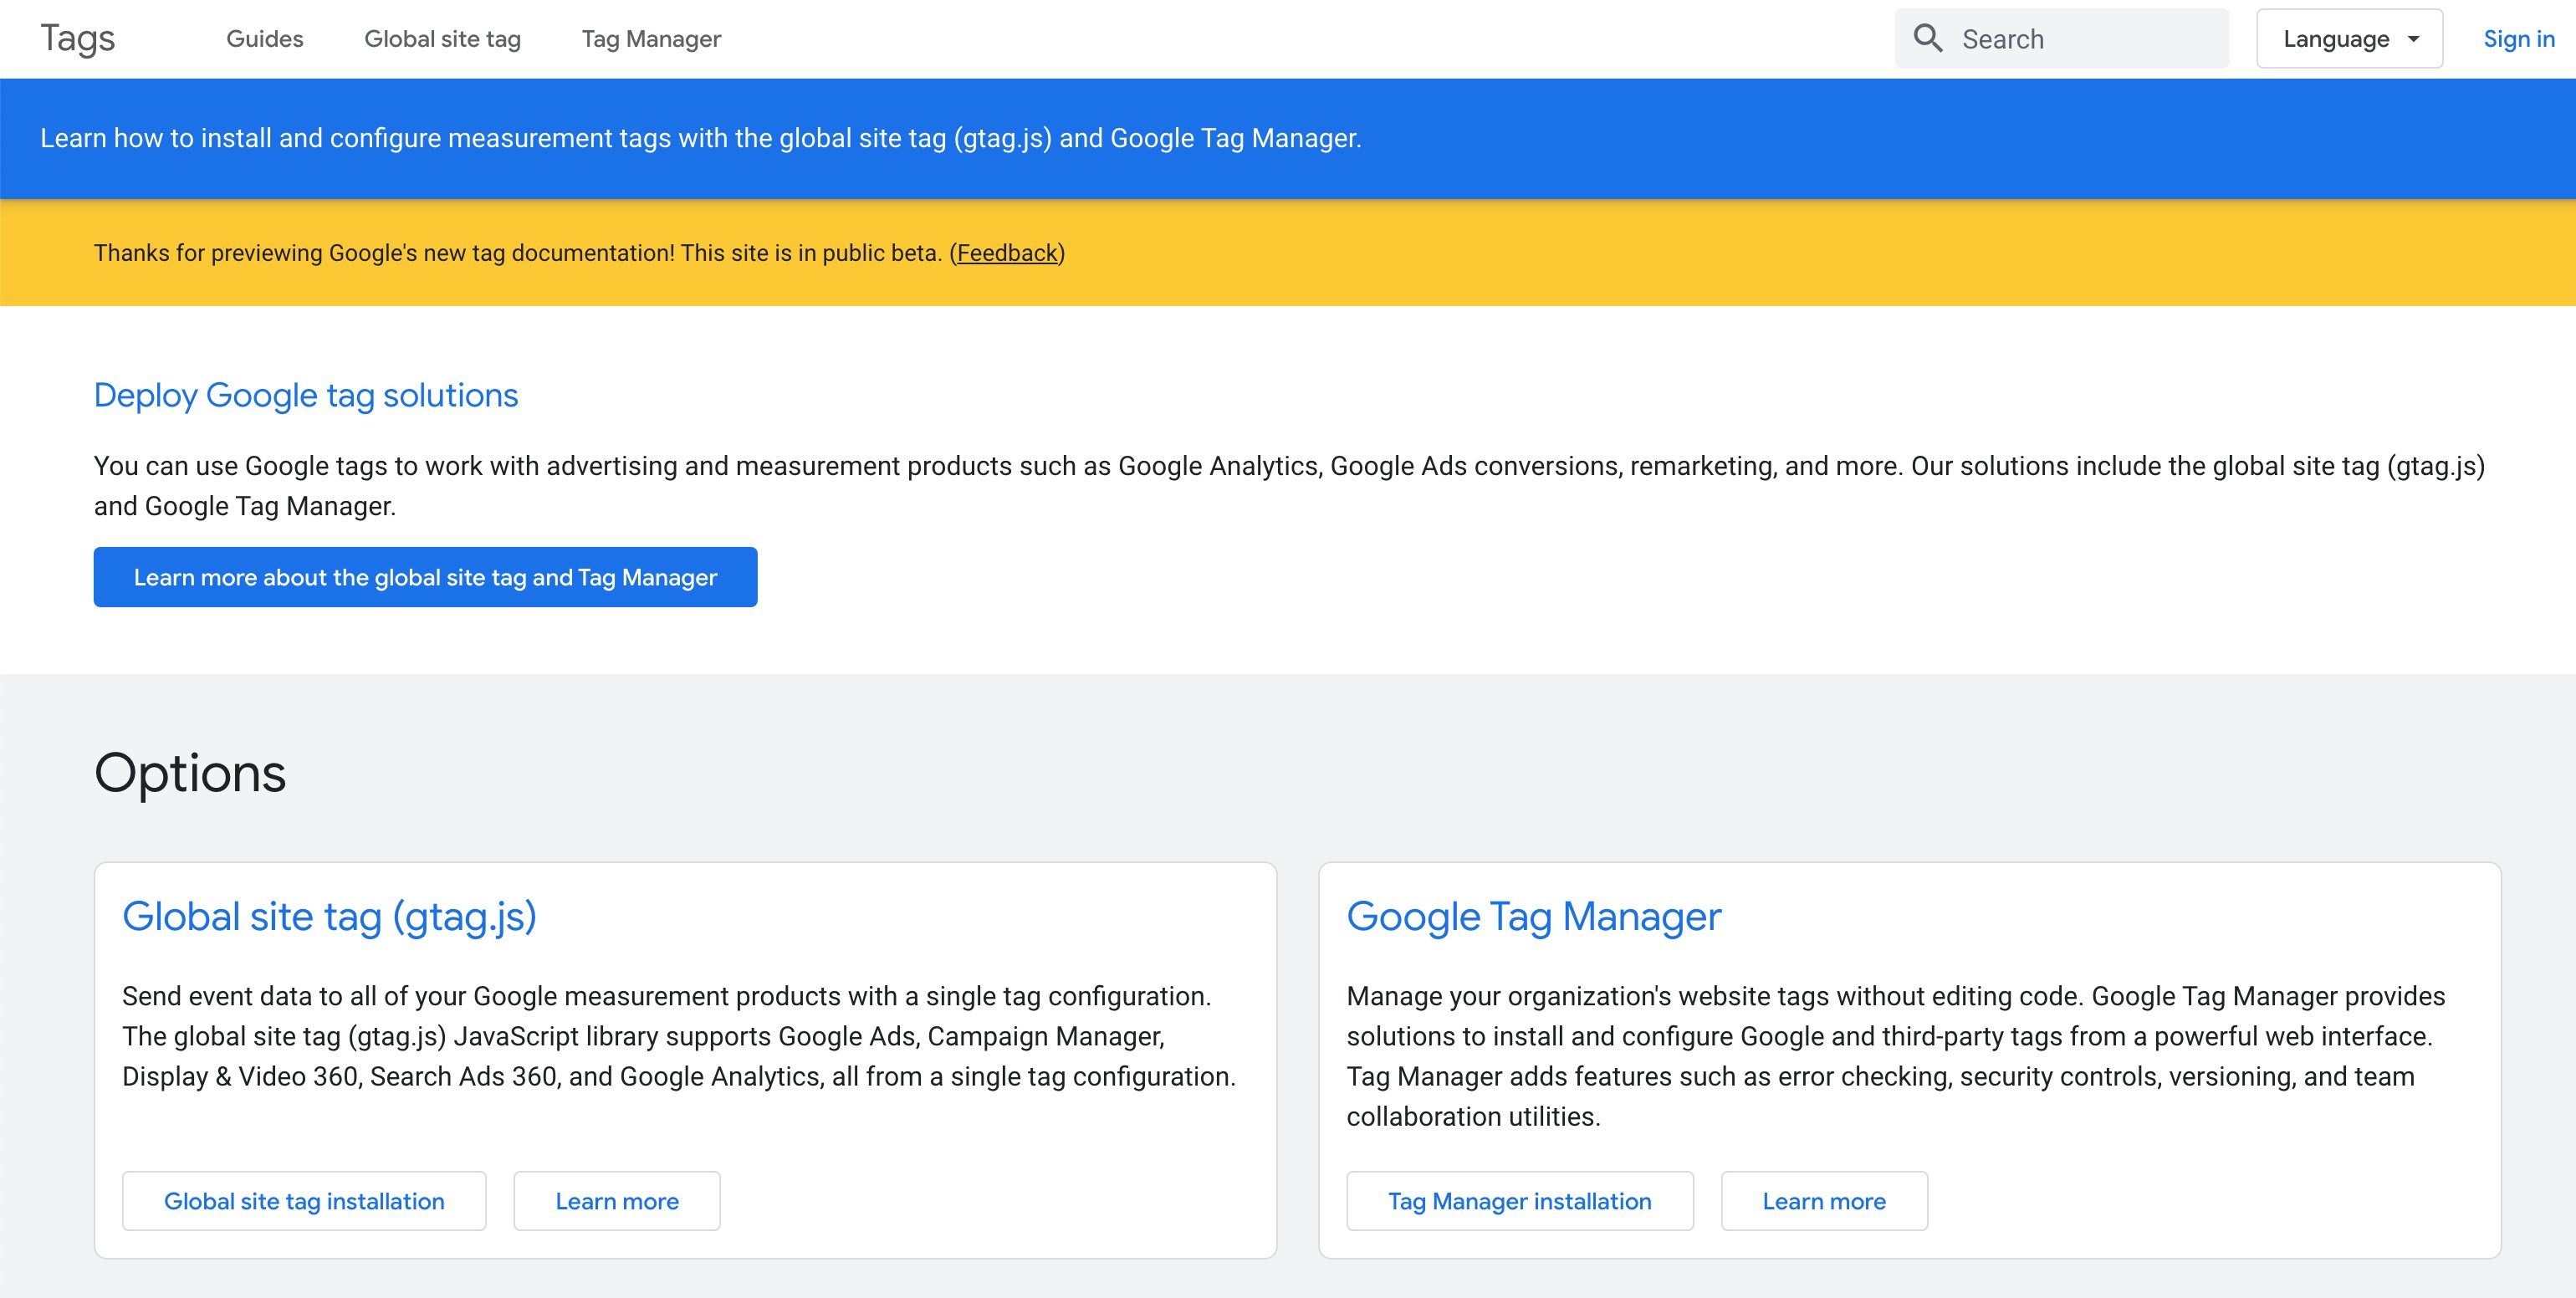 Tags
Guides
Global site tag
Tag Manager
Search
Language
Sign in
Learn how to install and configure measurement tags with the global site tag (gtag.js) and Google Tag Manager.
Thanks for previewing Google's new tag documentation! This site is in public beta. (Feedback)
Deploy Google tag solutions
You can use Google tags to work with advertising and measurement products such as Google Analytics, Google Ads conversions, remarketing, and more. Our solutions include the global site tag (gtag.js)
and Google Tag Manager.
Learn more about the global site tag and Tag Manager
Options
Global site tag (gtag.js)
Send event data to all of your Google measurement products with a single tag configuration.
The global site tag (gtag.js) JavaScript library supports Google Ads, Campaign Manager,
Display & Video 360, Search Ads 360, and Google Analytics, all from a single tag configuration.
Global site tag installation
Learn more
Google Tag Manager
Manage your organization's website tags without editing code. Google Tag Manager provides
solutions to install and configure Google and third-party tags from a powerful web interface.
Tag Manager adds features such as error checking, security controls, versioning, and team
collaboration utilities.
Tag Manager installation
Learn more